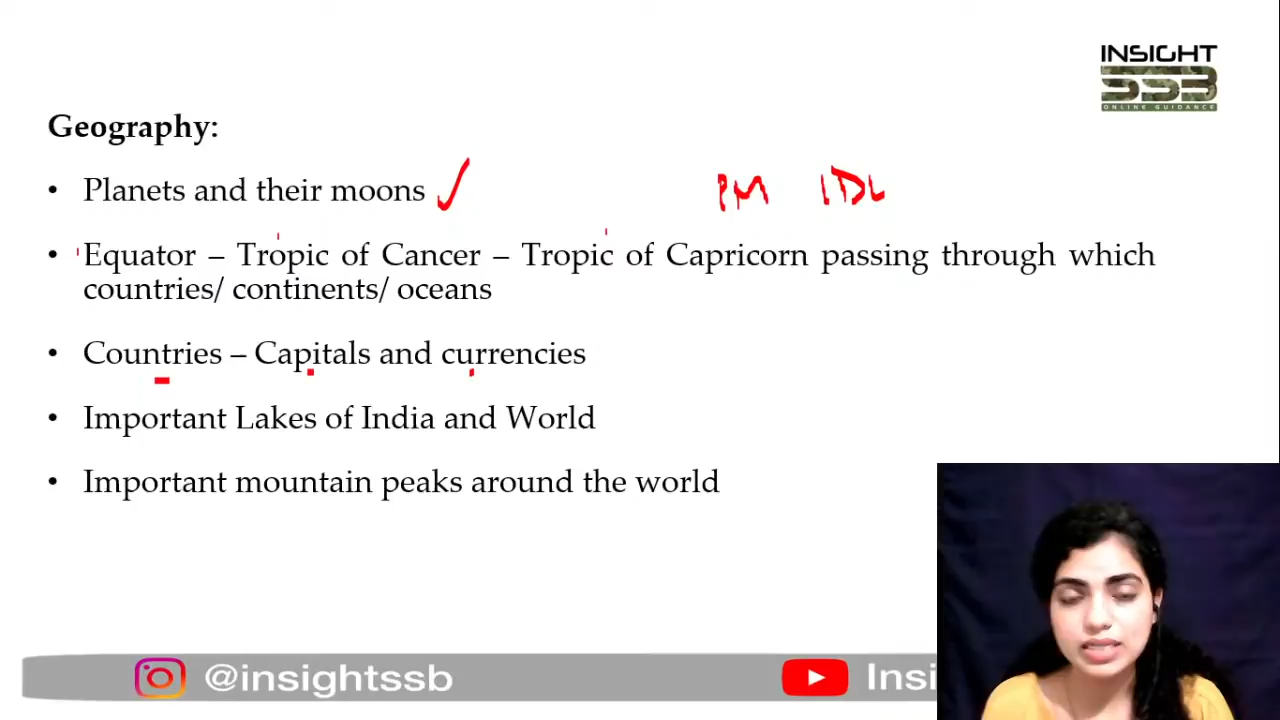 INSIGHT
SSB
ONLINE GUIDANCE
Geography:
• Planets and their moons ✓
PM IDL
• Equator – Tropic of Cancer – Tropic of Capricorn passing through which
countries/ continents/ oceans
• Countries – Capitals and currencies
• Important Lakes of India and World
• Important mountain peaks around the world
@insightssb
Insi